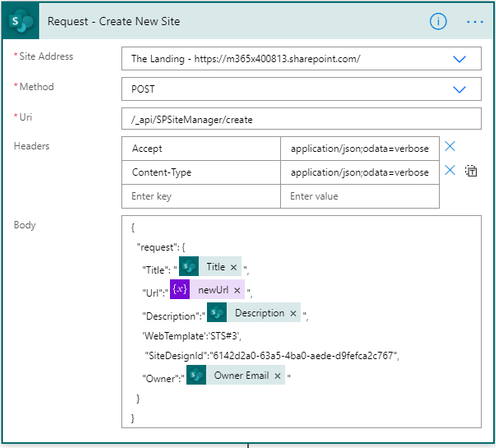 Request - Create New Site
* Site Address The Landing - https://m365x400813.sharepoint.com/
* Method POST
* Uri /_api/SPSiteManager/create
Headers Accept application/json;odata=verbose
Content-Type application/json;odata=verbose
Enter key Enter value
Body {
"request": {
"Title": " Title × ",
"Url":" {x} newUrl × ",
"Description":" Description × ",
'WebTemplate':'STS#3',
"SiteDesignId":"6142d2a0-63a5-4ba0-aede-d9fefca2c767",
"Owner":" Owner Email × "
}
}